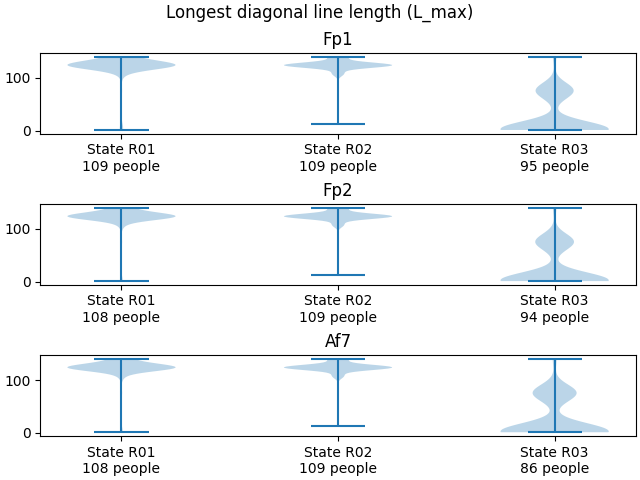 Longest diagonal line length (L_max)
Fp1
100
0
State R01 State R02 State R03
109 people 109 people 95 people
Fp2
100
0
State R01 State R02 State R03
108 people 109 people 94 people
Af7
100
0
State R01 State R02 State R03
108 people 109 people 86 people